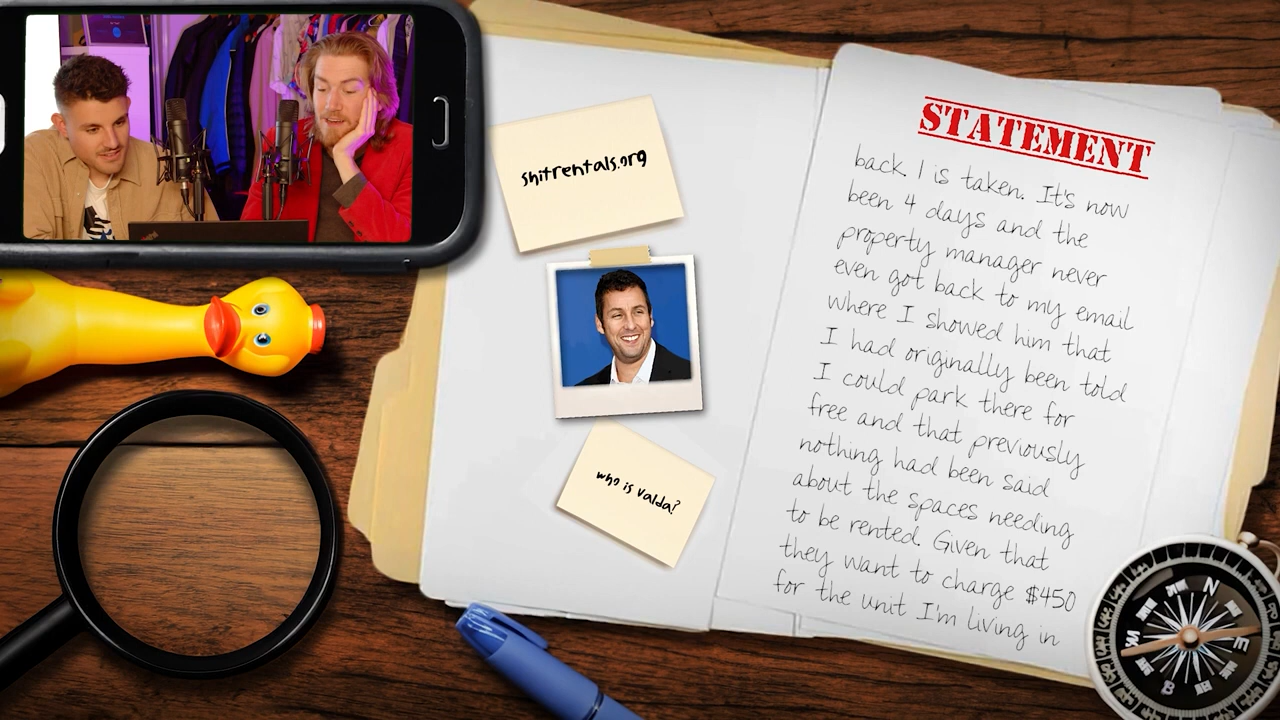 shitrentals.org
who is Valda?
STATEMENT
back. 1 is taken. It's now
been 4 days and the
property manager never
even got back to my email
where I showed him that
I had originally been told
I could park there for
free and that previously
nothing had been said
about the spaces needing
to be rented. Given that
they want to charge $450
for the unit I'm living in
N
E